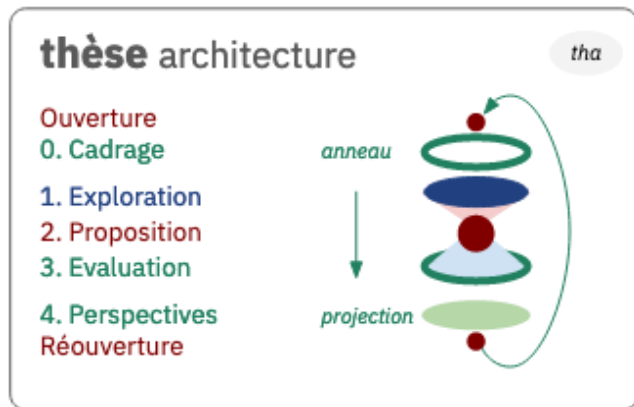 thèse architecture
tha
Ouverture
0. Cadrage
anneau
1. Exploration
2. Proposition
3. Evaluation
4. Perspectives
projection
Réouverture